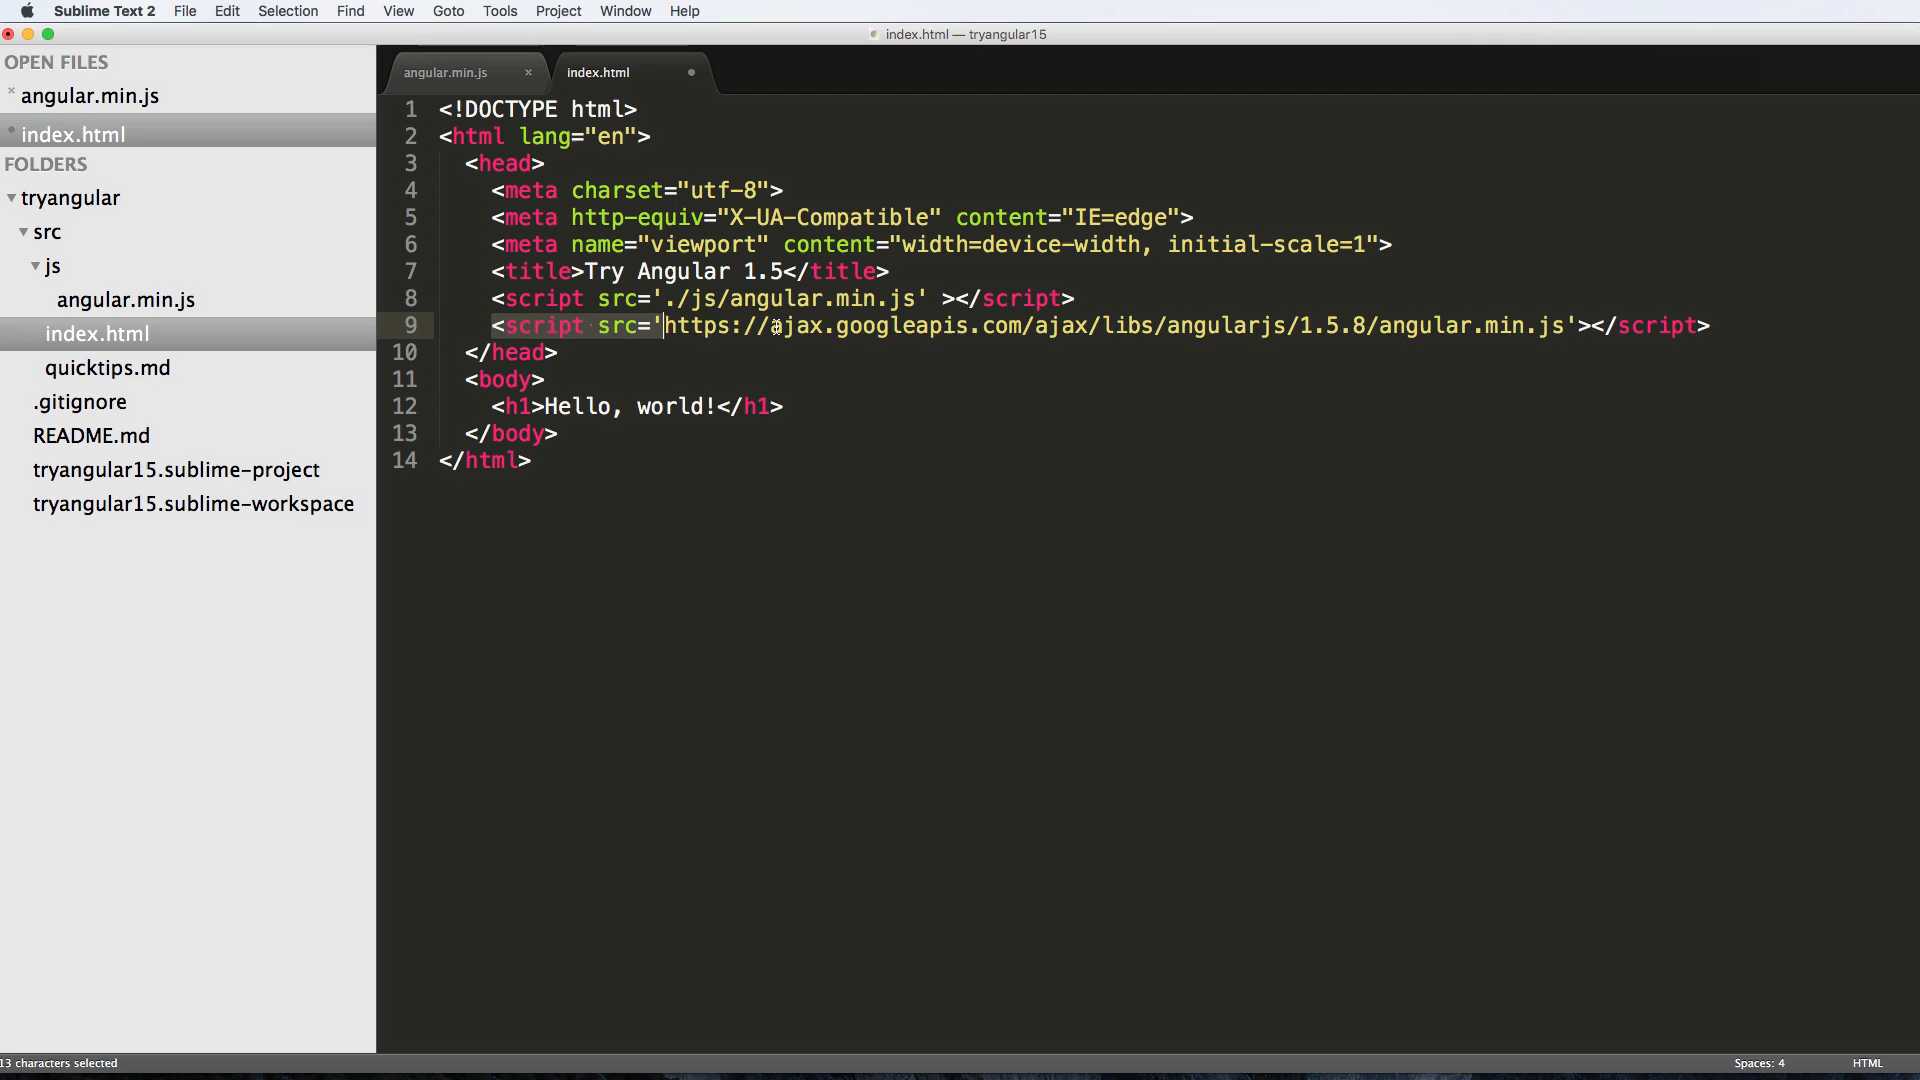 Sublime Text 2 File Edit Selection Find View Goto Tools Project Window Help
index.html — tryangular15
OPEN FILES
angular.min.js
index.html
FOLDERS
tryangular
src
js
angular.min.js
index.html
quicktips.md
.gitignore
README.md
tryangular15.sublime-project
tryangular15.sublime-workspace
angular.min.js × index.html
1 <!DOCTYPE html>
2 <html lang="en">
3 <head>
4 <meta charset="utf-8">
5 <meta http-equiv="X-UA-Compatible" content="IE=edge">
6 <meta name="viewport" content="width=device-width, initial-scale=1">
7 <title>Try Angular 1.5</title>
8 <script src='./js/angular.min.js' ></script>
9 <script src='https://ajax.googleapis.com/ajax/libs/angularjs/1.5.8/angular.min.js'></script>
10 </head>
11 <body>
12 <h1>Hello, world!</h1>
13 </body>
14 </html>
13 characters selected
Spaces: 4 HTML